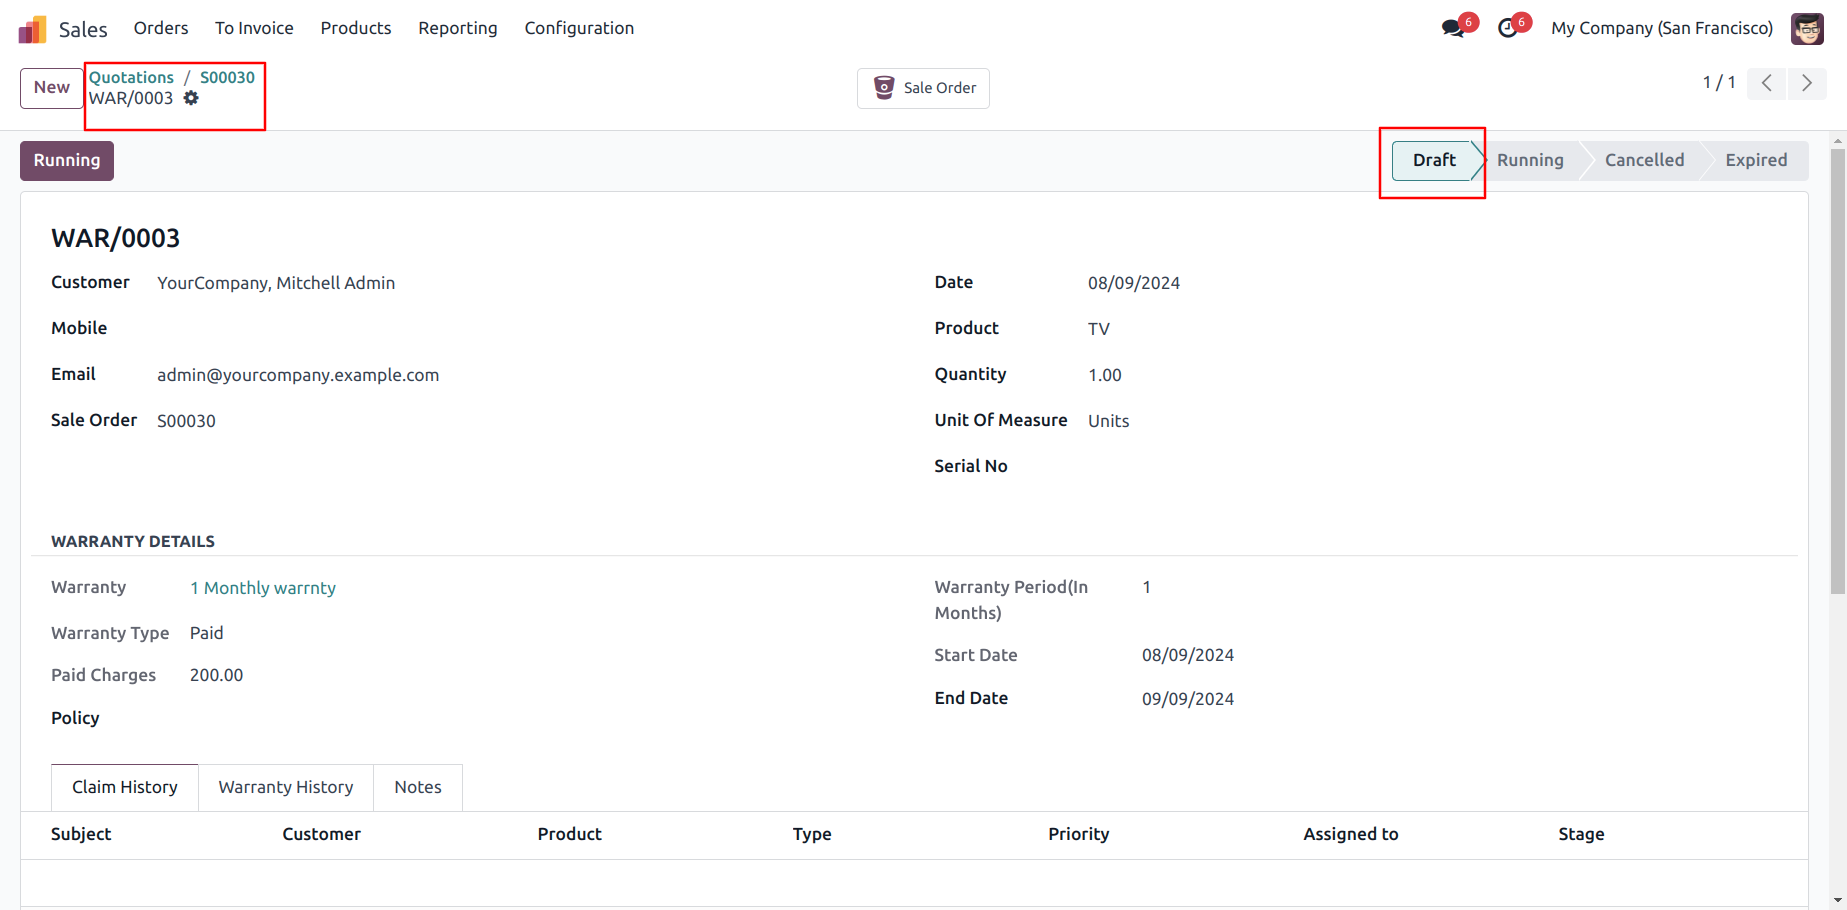 Sales Orders To Invoice Products Reporting Configuration 6 6 My Company (San Francisco)
New Quotations / S00030 Sale Order 1 / 1
WAR/0003
Running Draft Running Cancelled Expired
WAR/0003
Customer YourCompany, Mitchell Admin Date 08/09/2024
Mobile Product TV
Email admin@yourcompany.example.com Quantity 1.00
Sale Order S00030 Unit Of Measure Units
Serial No
WARRANTY DETAILS
Warranty 1 Monthly warrnty Warranty Period(In
Months) 1
Warranty Type Paid Start Date 08/09/2024
Paid Charges 200.00 End Date 09/09/2024
Policy
Claim History Warranty History Notes
Subject Customer Product Type Priority Assigned to Stage